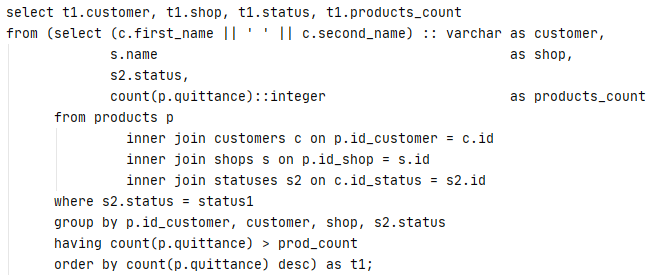 select t1.customer, t1.shop, t1.status, t1.products_count
from (select (c.first_name || ' ' || c.second_name) :: varchar as customer,
s.name as shop,
s2.status,
count(p.quittance)::integer as products_count
from products p
inner join customers c on p.id_customer = c.id
inner join shops s on p.id_shop = s.id
inner join statuses s2 on c.id_status = s2.id
where s2.status = status1
group by p.id_customer, customer, shop, s2.status
having count(p.quittance) > prod_count
order by count(p.quittance) desc) as t1;